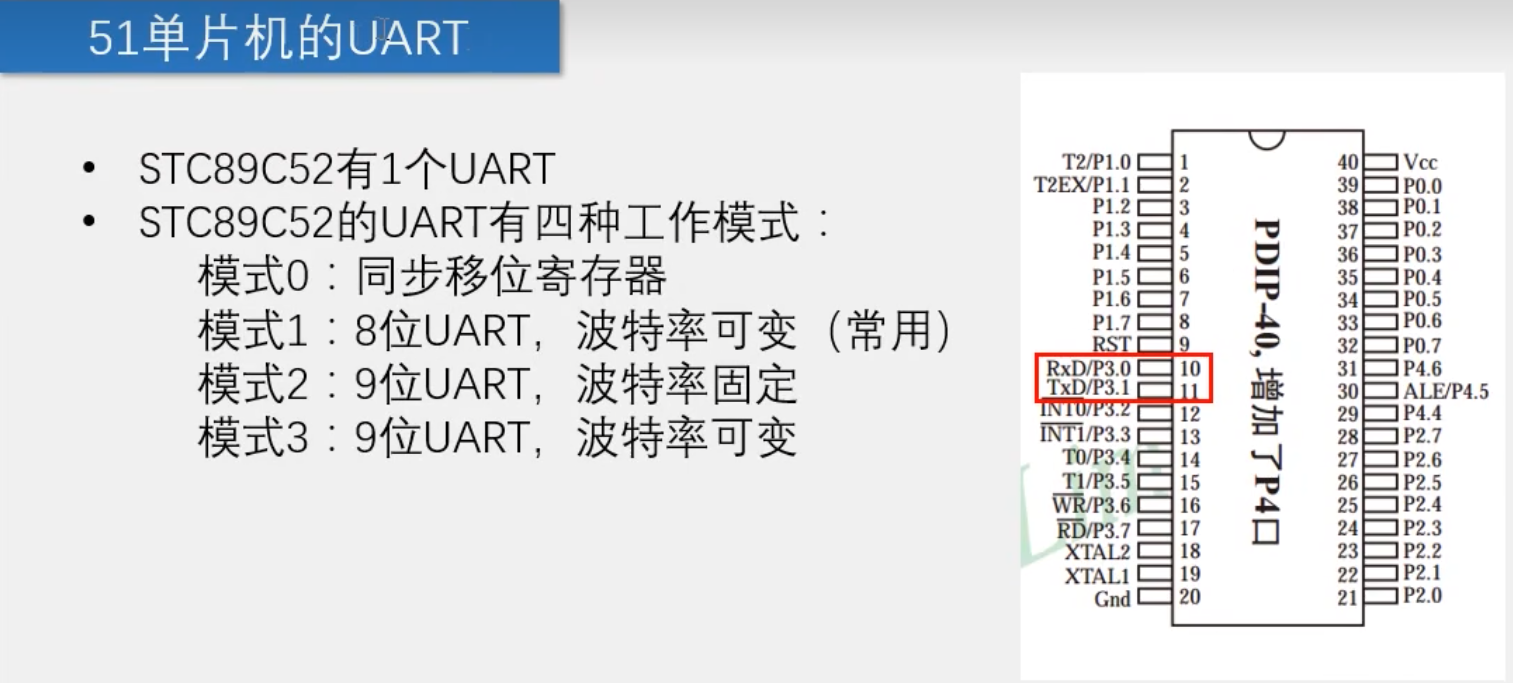 51单片机的UART
• STC89C52有1个UART
• STC89C52的UART有四种工作模式：
模式0：同步移位寄存器
模式1：8位UART，波特率可变（常用）
模式2：9位UART，波特率固定
模式3：9位UART，波特率可变
T2/P1.0 1 40 Vcc
T2EX/P1.1 2 39 P0.0
P1.2 3 38 P0.1
P1.3 4 37 P0.2
P1.4 5 36 P0.3
P1.5 6 35 P0.4
P1.6 7 34 P0.5
P1.7 8 33 P0.6
RST 9 32 P0.7
RxD/P3.0 10 31 P4.6
TxD/P3.1 11 30 ALE/P4.5
INT0/P3.2 12 29 P4.4
INT1/P3.3 13 28 P2.7
T0/P3.4 14 27 P2.6
T1/P3.5 15 26 P2.5
WR/P3.6 16 25 P2.4
RD/P3.7 17 24 P2.3
XTAL2 18 23 P2.2
XTAL1 19 22 P2.1
Gnd 20 21 P2.0
PDIP-40,增加了P4口